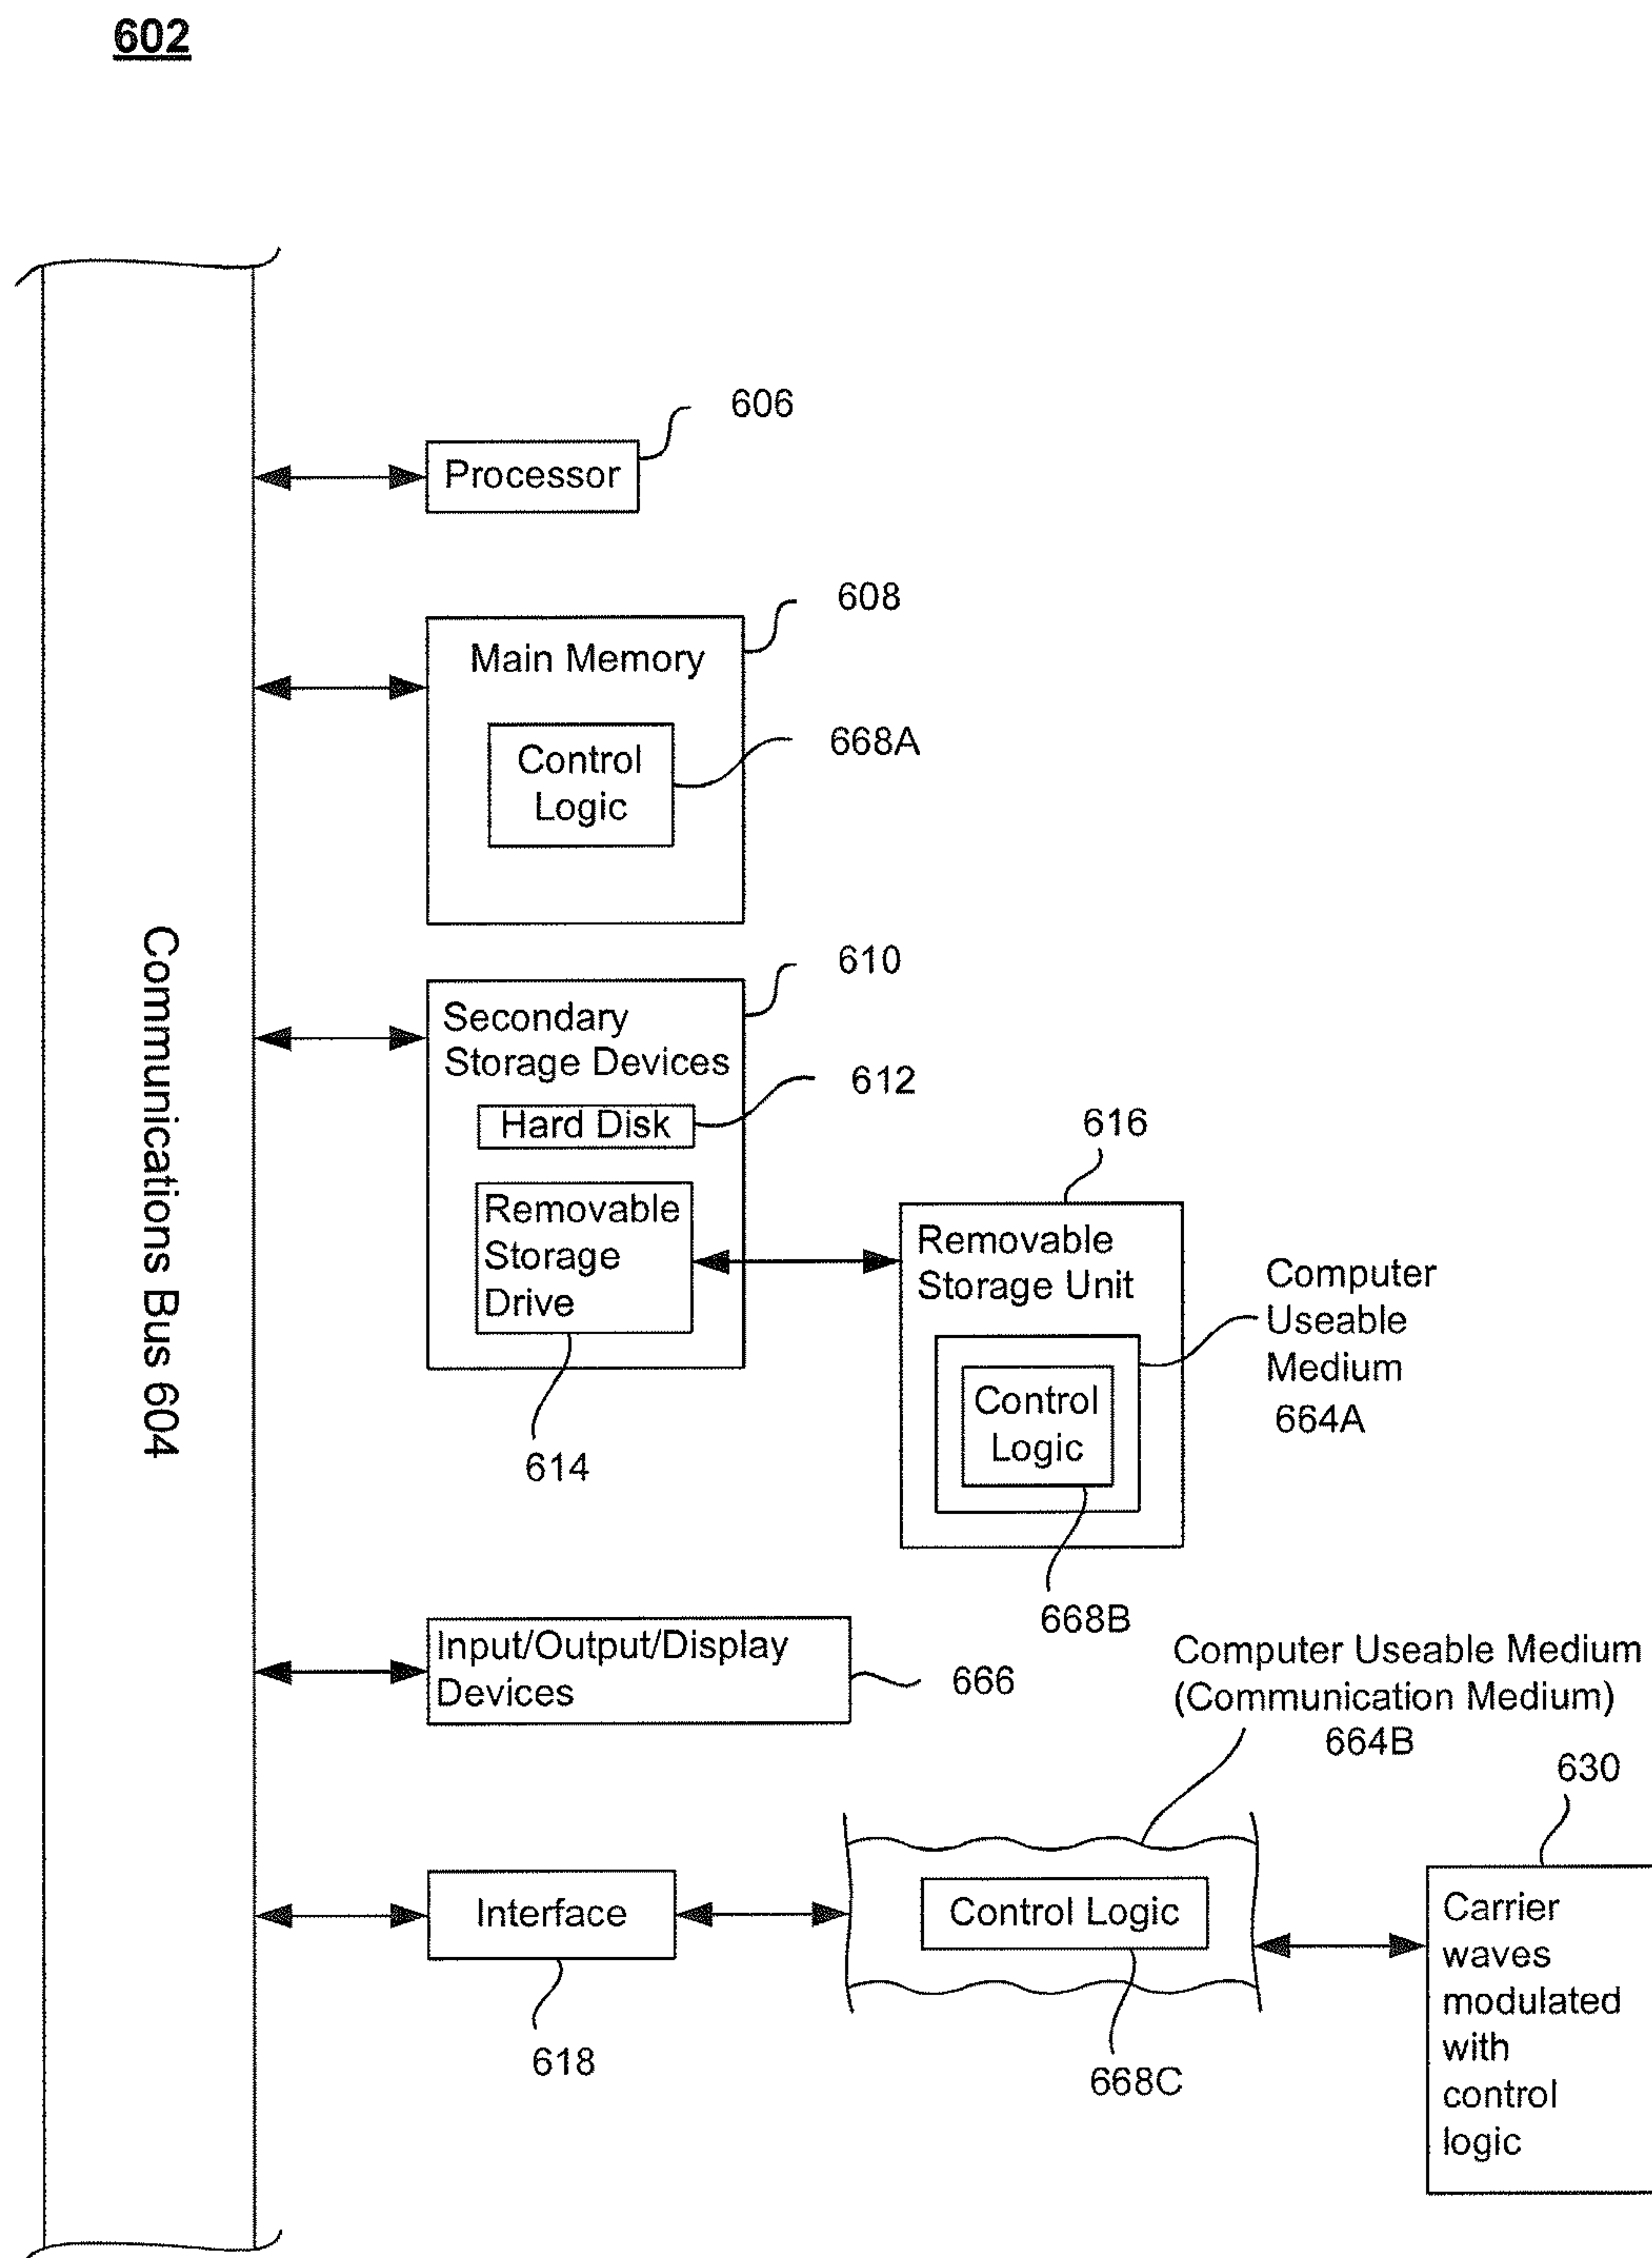 602
606
Processor
608
Main Memory
668A
Control
Logic
Communications Bus 604
610
Secondary
Storage Devices
612
Hard Disk
616
Removable
Storage
Drive
614
Removable
Storage Unit
Computer
Useable
Medium
664A
Control
Logic
668B
Input/Output/Display
Devices
666
Computer Useable Medium
(Communication Medium)
664B
630
Interface
618
Control Logic
668C
Carrier
waves
modulated
with
control
logic